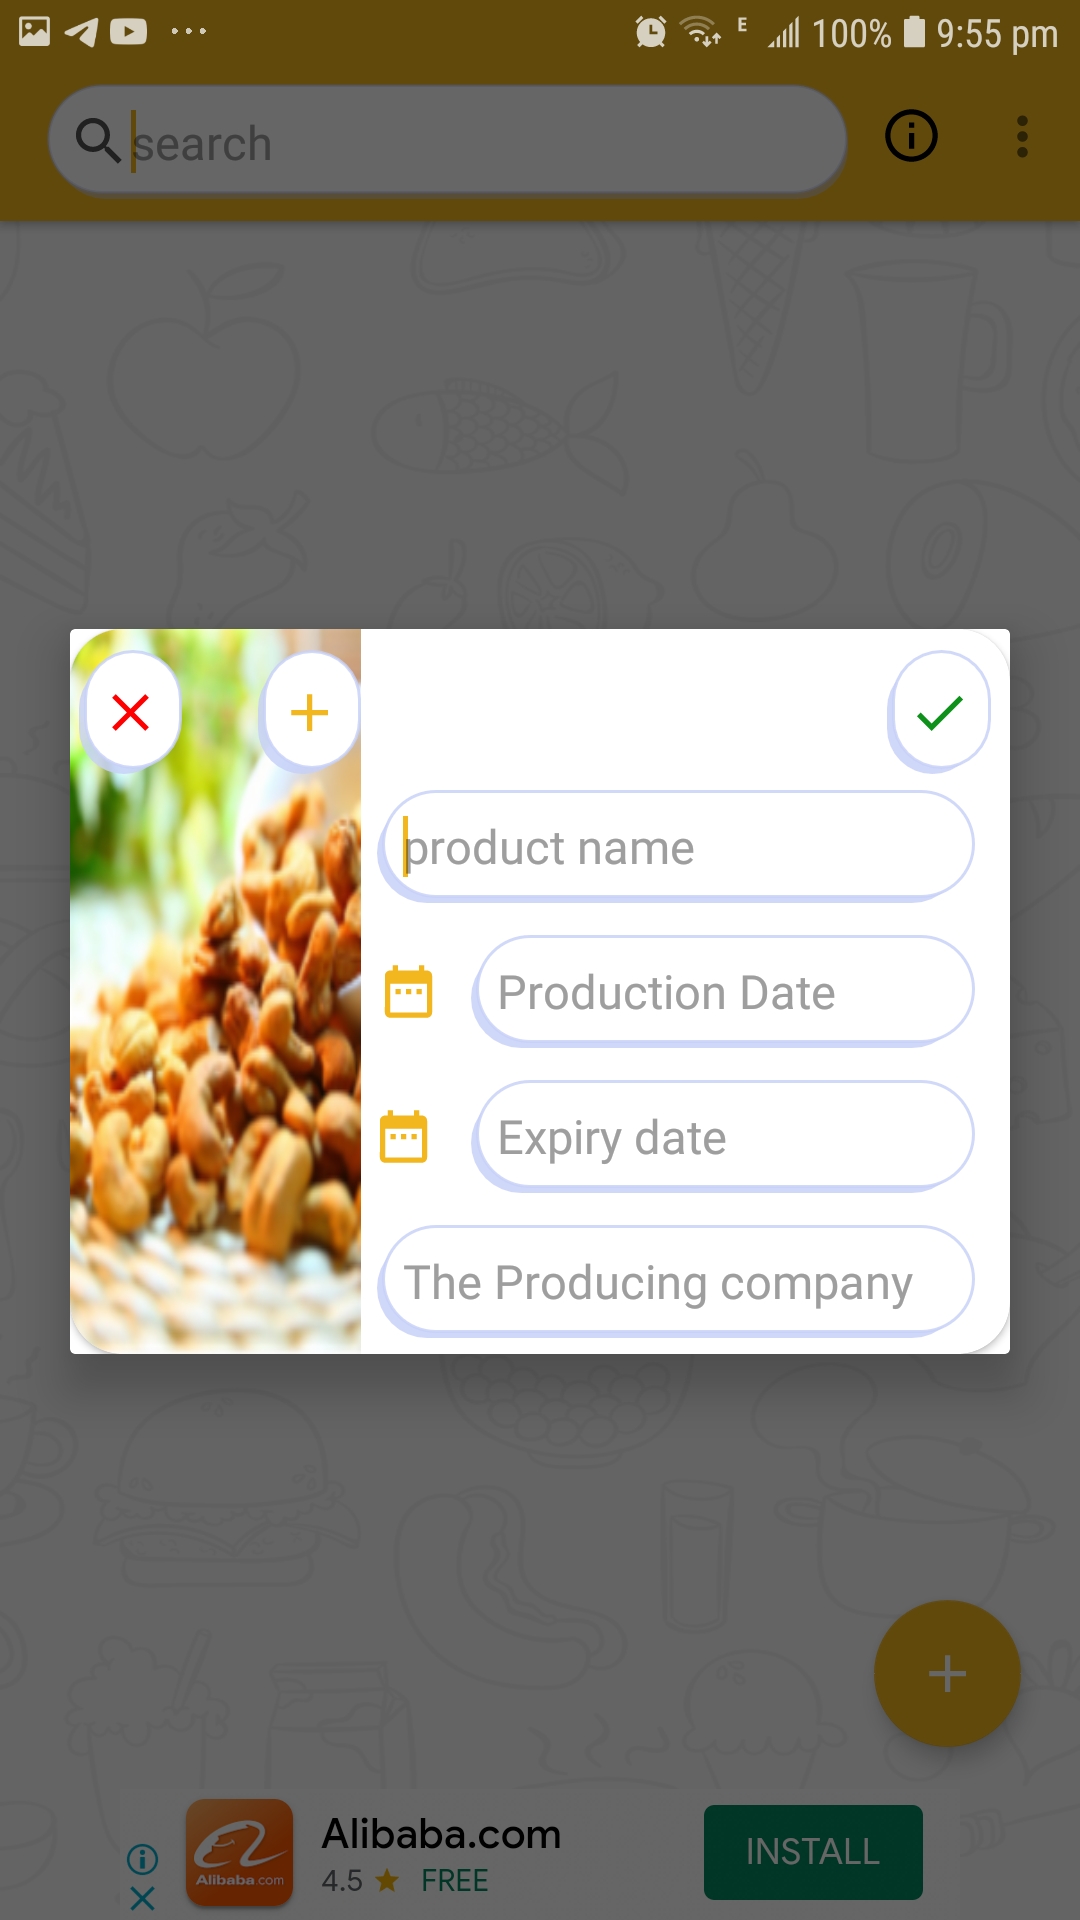 E 100% 9:55 pm
search
product name
Production Date
Expiry date
The Producing company
Alibaba.com
Alibaba.com
4.5 FREE
INSTALL